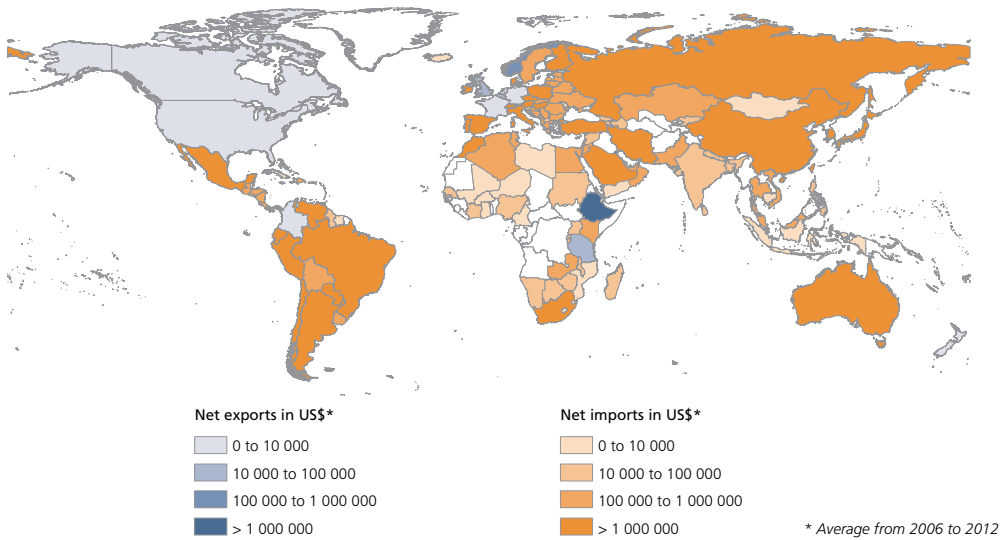 Net exports in US$*
0 to 10 000
10 000 to 100 000
100 000 to 1 000 000
> 1 000 000
Net imports in US$*
0 to 10 000
10 000 to 100 000
100 000 to 1 000 000
> 1 000 000
* Average from 2006 to 2012